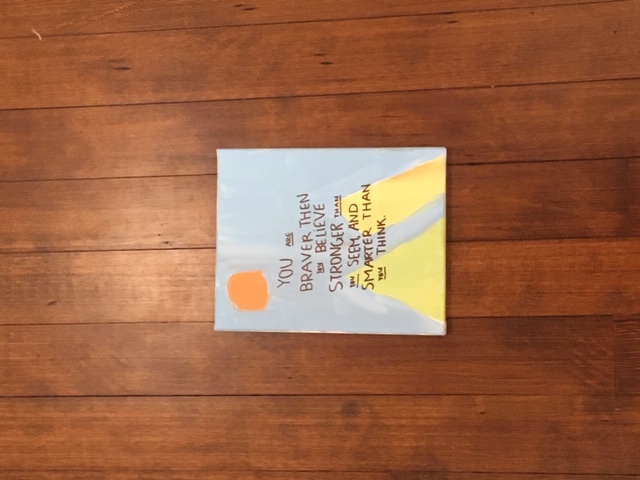 YOU ARE
BRAVER THEN
YOU BELIEVE
STRONGER THAN
YOU SEEM, AND
SMARTER THAN
YOU THINK.